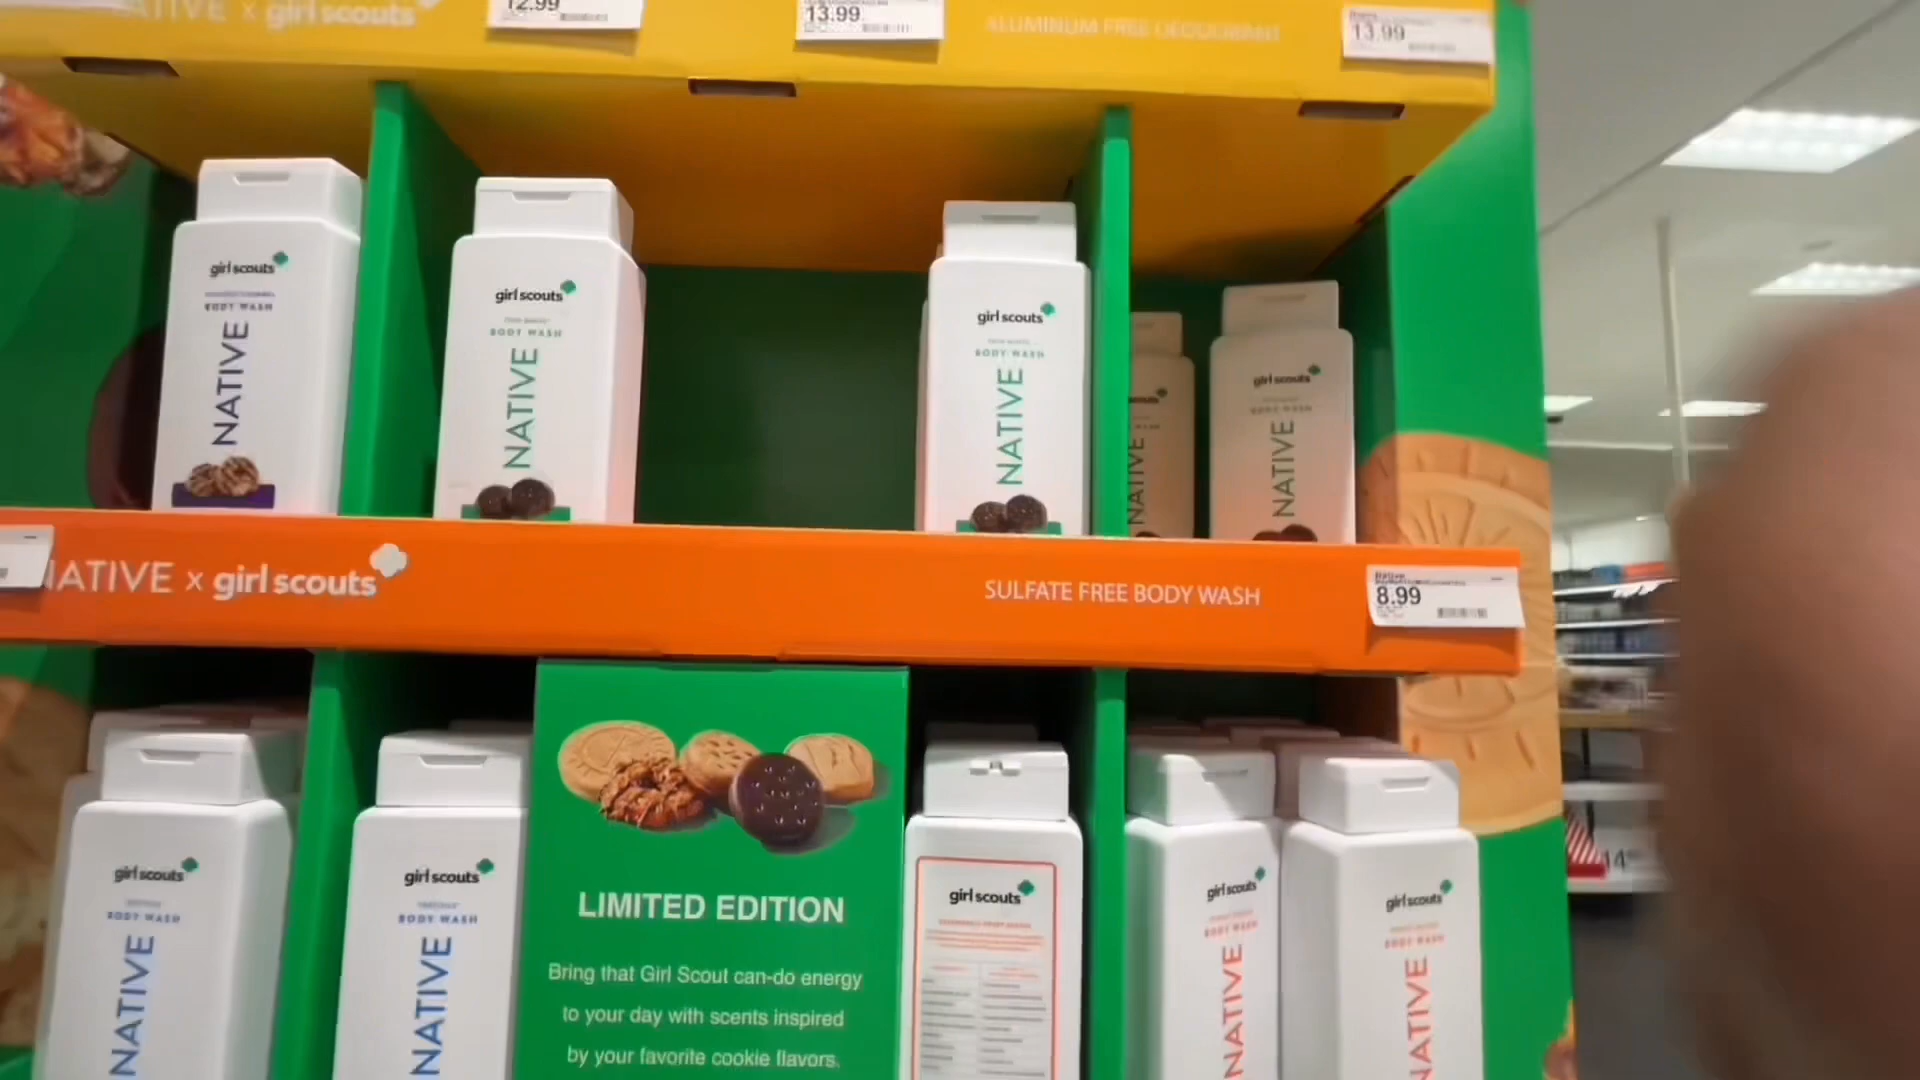 NATIVE x girl scouts
12.99
13.99
ALUMINUM FREE DEODORANT
13.99
girl scouts
BODY WASH
NATIVE
girl scouts
BODY WASH
NATIVE
girl scouts
BODY WASH
NATIVE
NATIVE
girl scouts
BODY WASH
NATIVE
NATIVE x girl scouts
SULFATE FREE BODY WASH
Native
8.99
girl scouts
BODY WASH
NATIVE
girl scouts
BODY WASH
NATIVE
LIMITED EDITION
Bring that Girl Scout can-do energy
to your day with scents inspired
by your favorite cookie flavors.
girl scouts
girl scouts
BODY WASH
NATIVE
girl scouts
BODY WASH
NATIVE